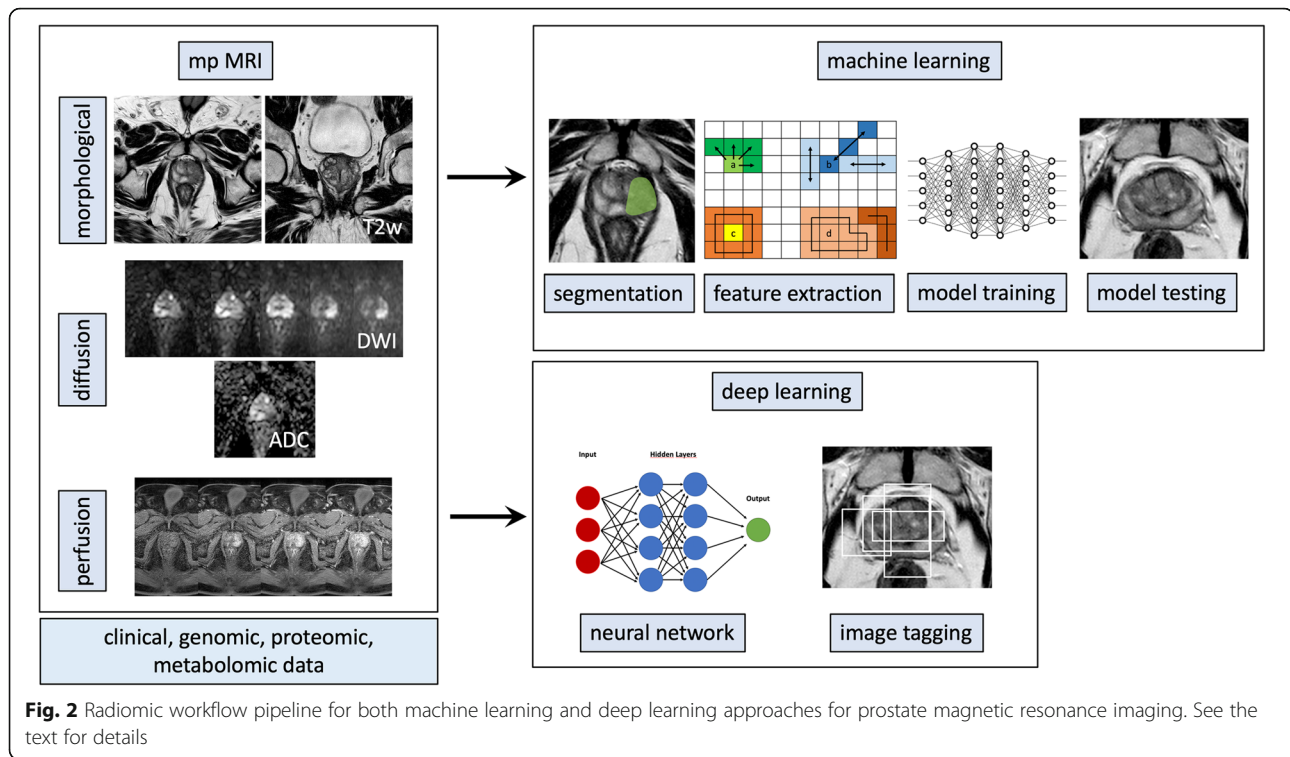 mp MRI
morphological
T2w
diffusion
DWI
ADC
perfusion
clinical, genomic, proteomic,
metabolomic data
machine learning
a
b
c
d
segmentation
feature extraction
model training
model testing
deep learning
Input
Hidden Layers
Output
neural network
image tagging
Fig. 2 Radiomic workflow pipeline for both machine learning and deep learning approaches for prostate magnetic resonance imaging. See the
text for details